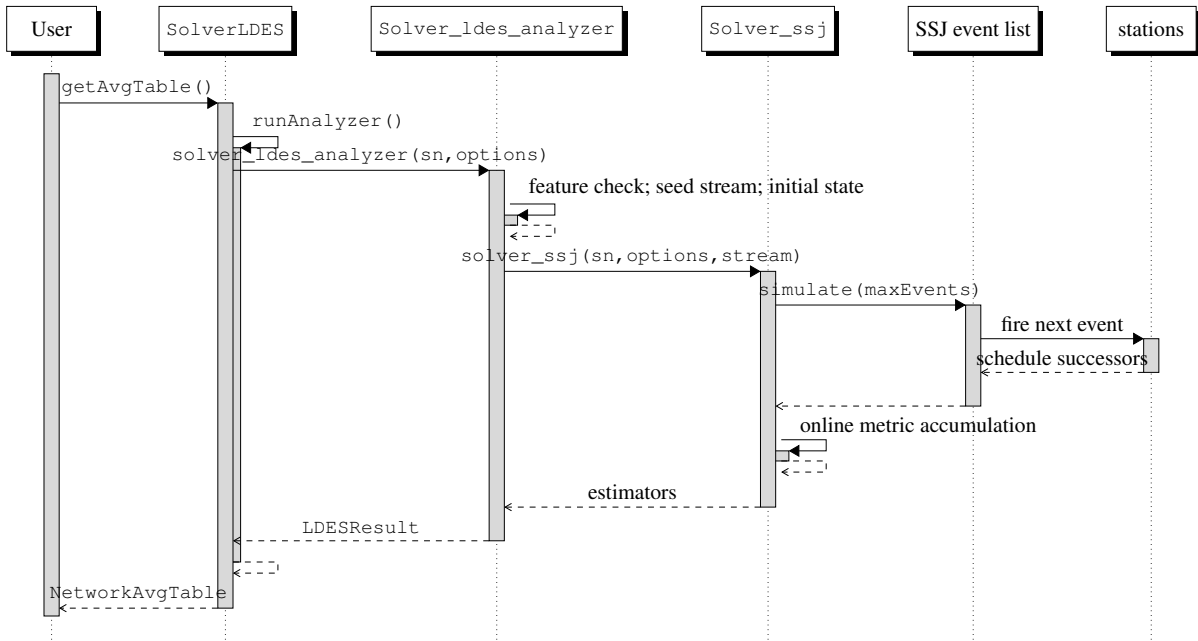 User
SolverLDES
Solver_ldes_analyzer
Solver_ssj
SSJ event list
stations
getAvgTable()
runAnalyzer()
solver_ldes_analyzer(sn,options)
feature check; seed stream; initial state
solver_ssj(sn,options,stream)
simulate(maxEvents)
fire next event
schedule successors
online metric accumulation
estimators
LDESResult
NetworkAvgTable